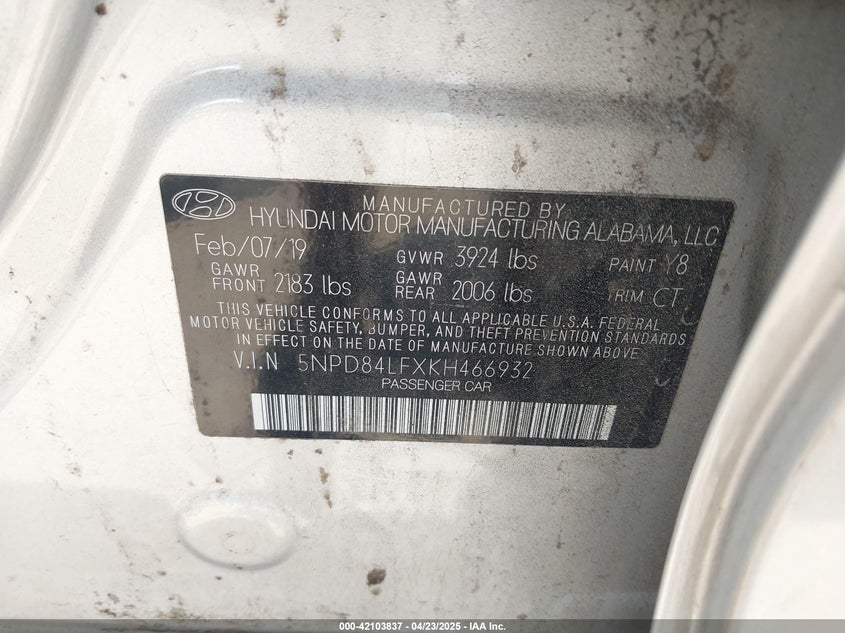 MANUFACTURED BY
HYUNDAI MOTOR MANUFACTURING ALABAMA, LLC
Feb/07/19 GVWR 3924 lbs PAINT Y8
GAWR FRONT 2183 lbs GAWR REAR 2006 lbs TRIM CT
THIS VEHICLE CONFORMS TO ALL APPLICABLE U.S.A. FEDERAL
MOTOR VEHICLE SAFETY, BUMPER, AND THEFT PREVENTION STANDARDS
IN EFFECT ON THE DATE OF MANUFACTURE SHOWN ABOVE.
V.I.N 5NPD84LFXKH466932
PASSENGER CAR
000-42103837 - 04/23/2025 - IAA Inc.